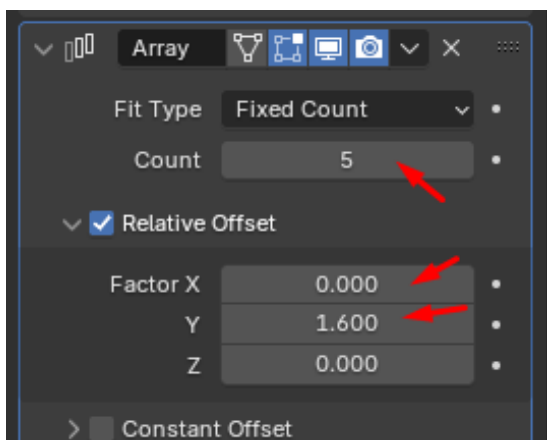 Array
Fit Type Fixed Count
Count 5
Relative Offset
Factor X 0.000
Y 1.600
Z 0.000
Constant Offset